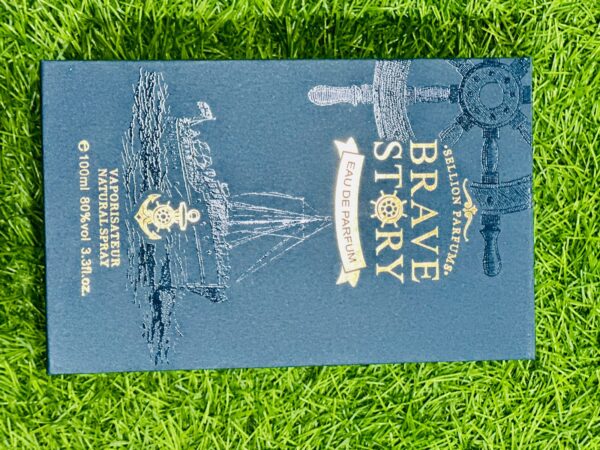 SELLION PARFUMS
BRAVE
STORY
EAU DE PARFUM
VAPORISATEUR
NATURAL SPRAY
℮100ml 80%vol 3.3fl.oz.